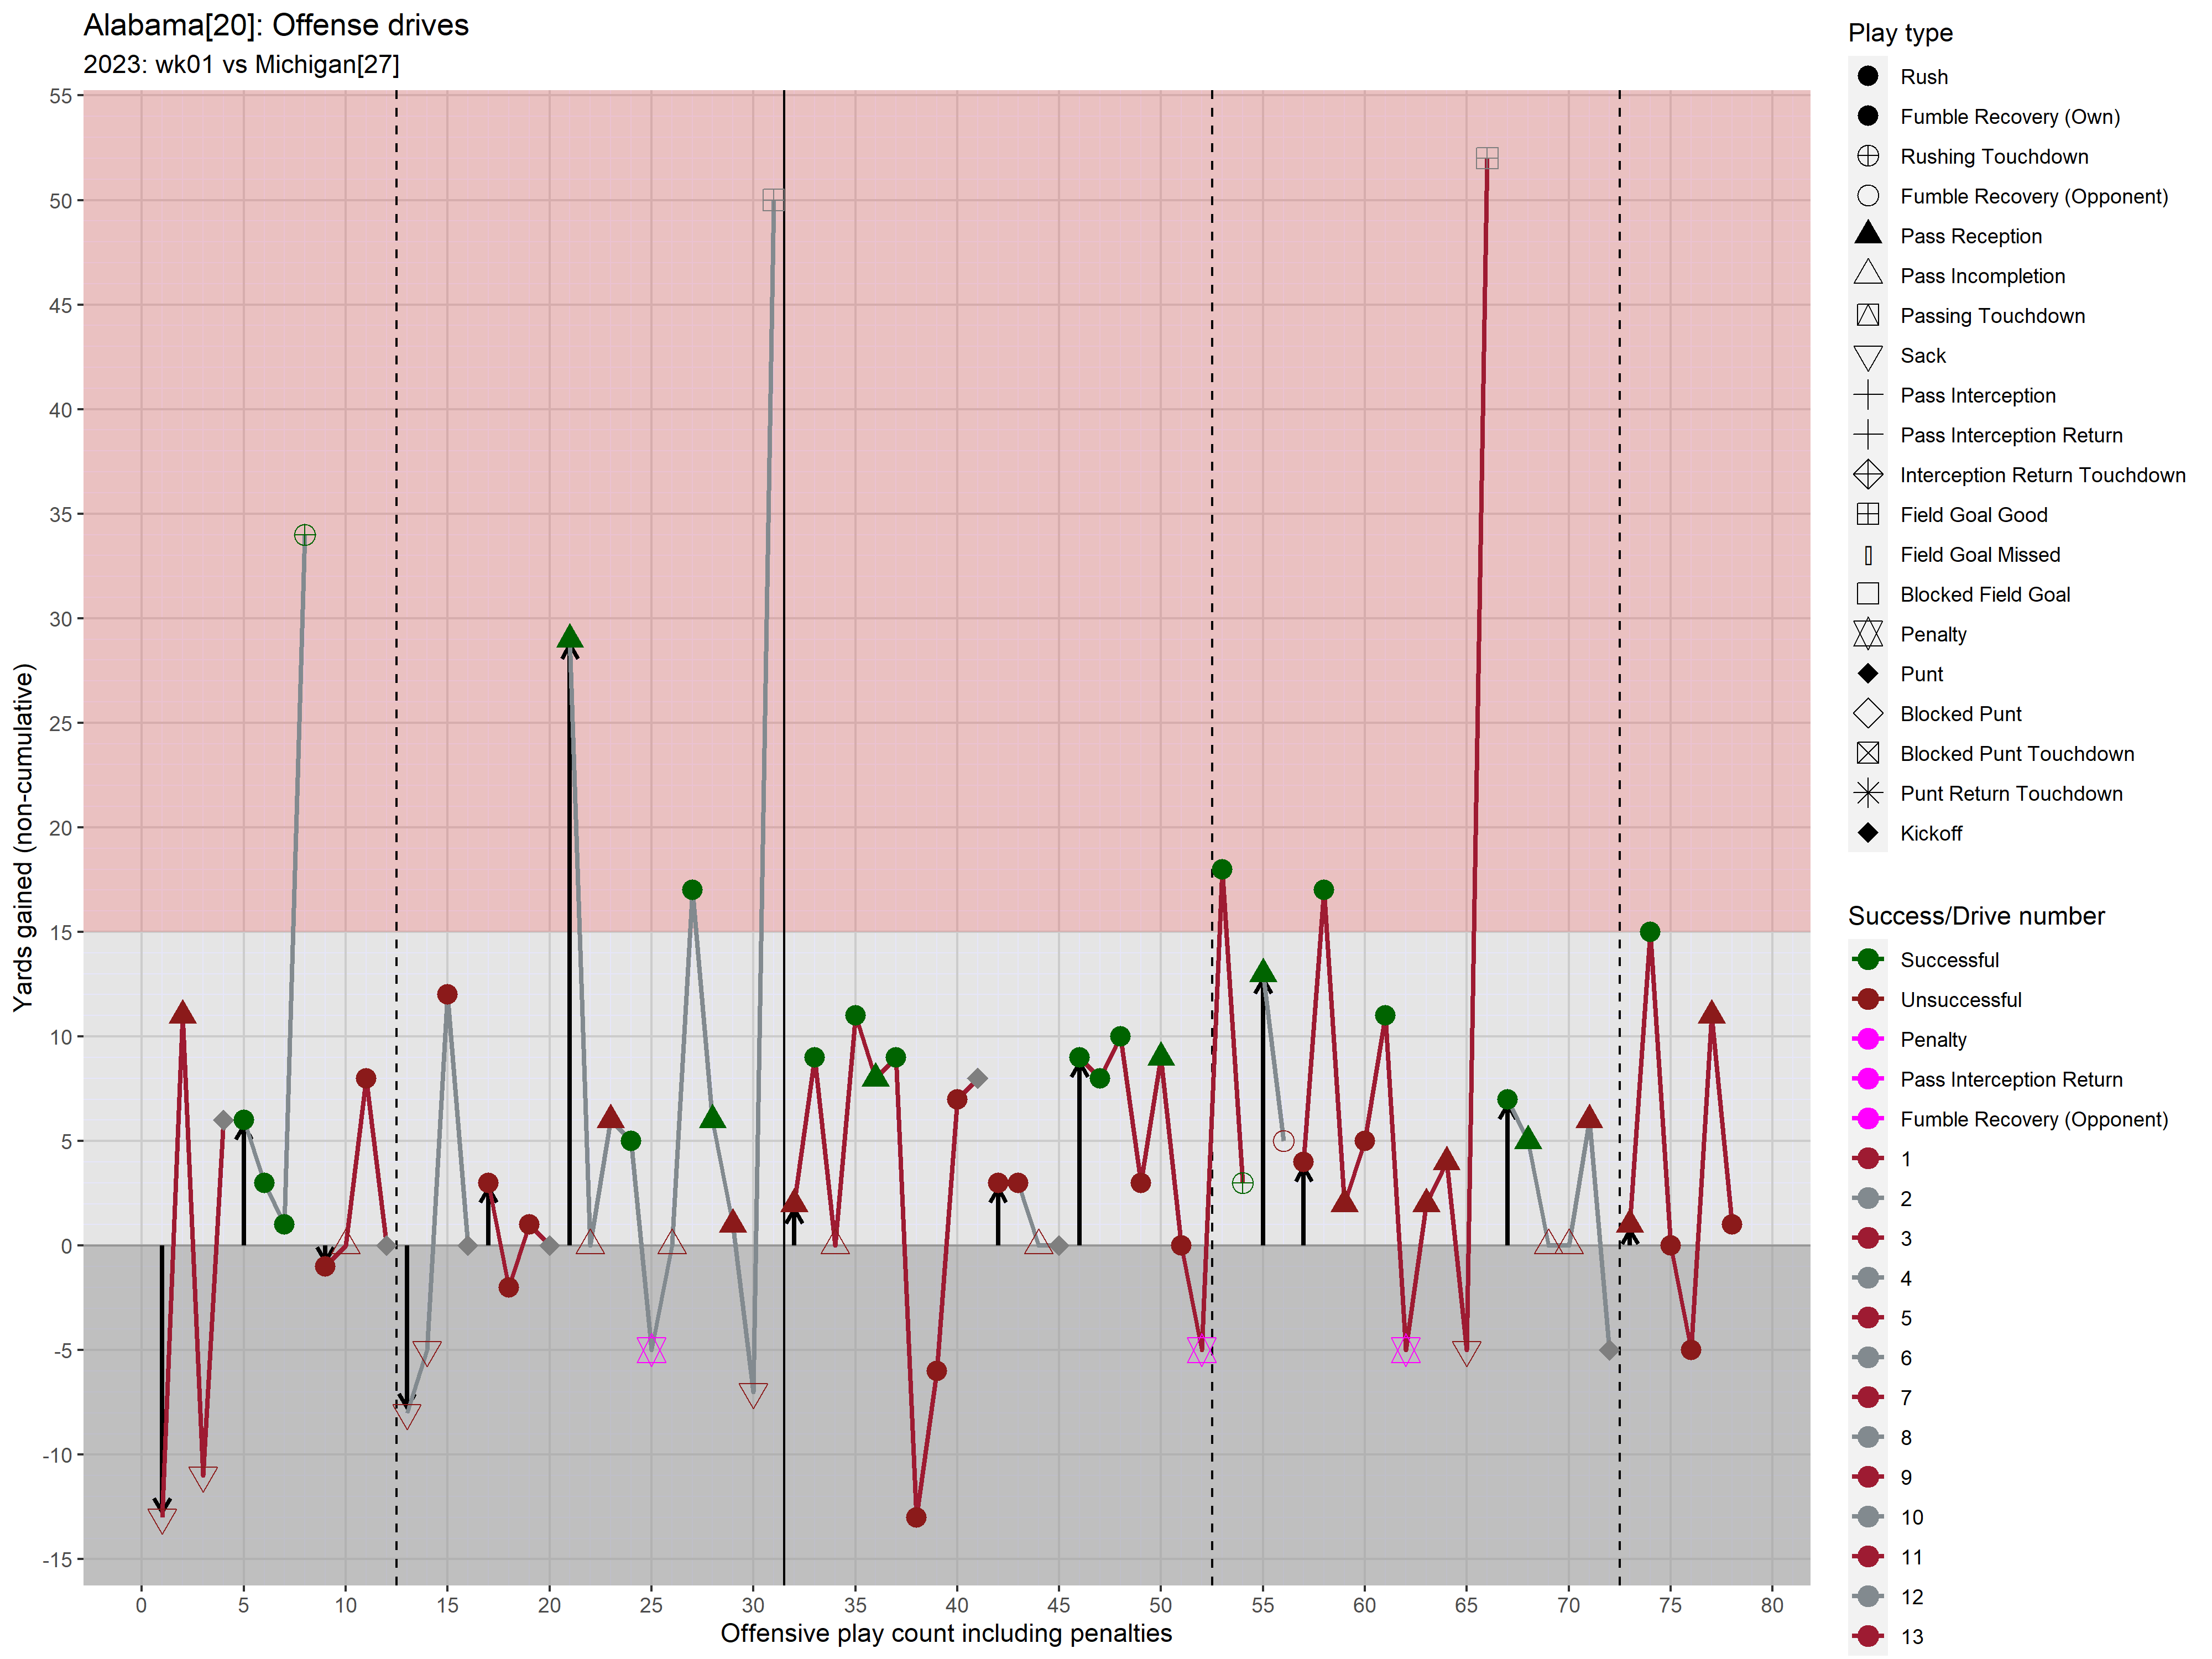 Alabama[20]: Offense drives
2023: wk01 vs Michigan[27]
Yards gained (non-cumulative)
55
50
45
40
35
30
25
20
15
10
5
0
-5
-10
-15
0 5 10 15 20 25 30 35 40 45 50 55 60 65 70 75 80
Offensive play count including penalties
Play type
Rush
Fumble Recovery (Own)
Rushing Touchdown
Fumble Recovery (Opponent)
Pass Reception
Pass Incompletion
Passing Touchdown
Sack
Pass Interception
Pass Interception Return
Interception Return Touchdown
Field Goal Good
Field Goal Missed
Blocked Field Goal
Penalty
Punt
Blocked Punt
Blocked Punt Touchdown
Punt Return Touchdown
Kickoff
Success/Drive number
Successful
Unsuccessful
Penalty
Pass Interception Return
Fumble Recovery (Opponent)
1
2
3
4
5
6
7
8
9
10
11
12
13